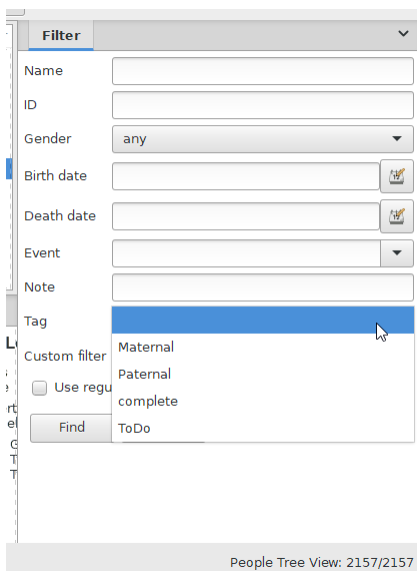 Filter
Name
ID
Gender any
Birth date
Death date
Event
Note
Tag
Maternal
Custom filter
Paternal
Use regu
complete
Find
ToDo
People Tree View: 2157/2157